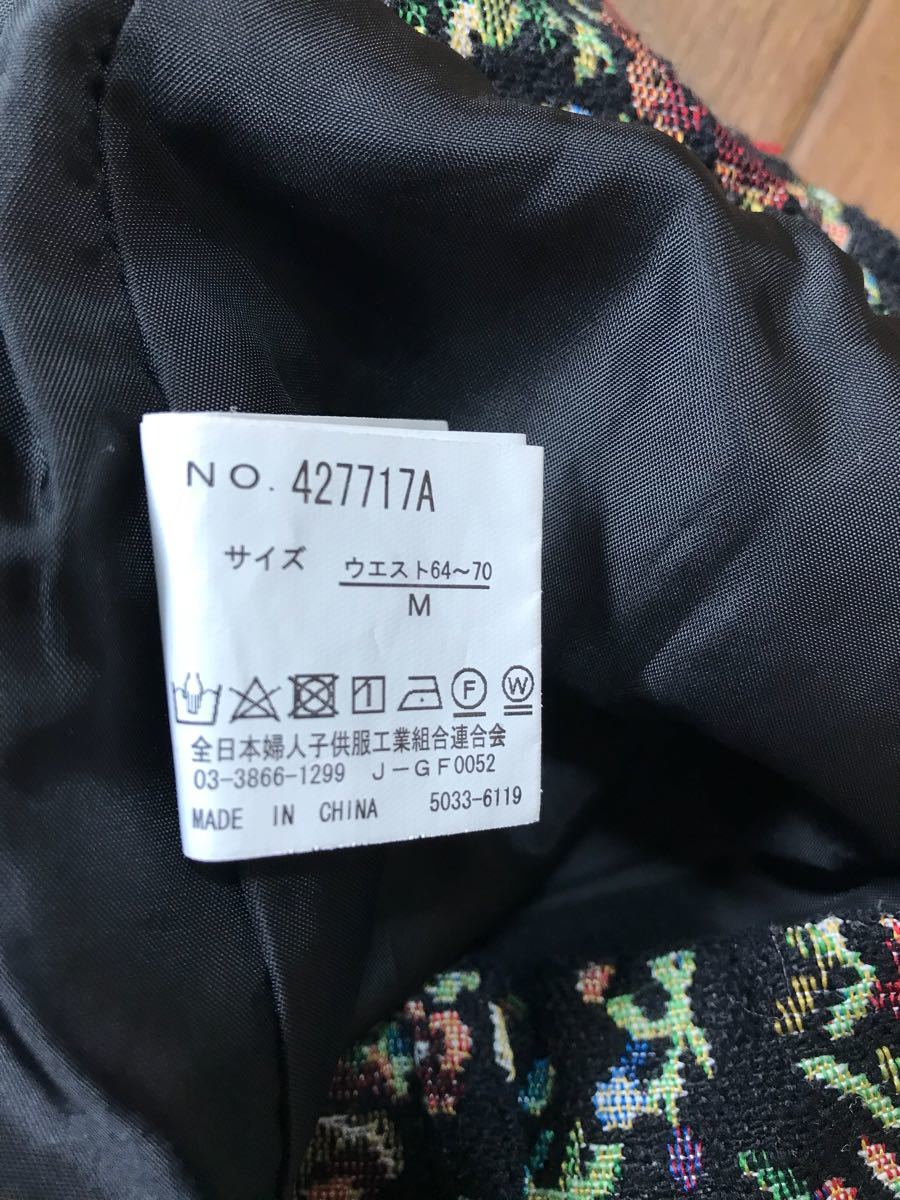 NO. 427717A
サイズ
ウエスト64〜70
M
F W
全日本婦人子供服工業組合連合会
03-3866-1299 J-GF0052
MADE IN CHINA 5033-6119